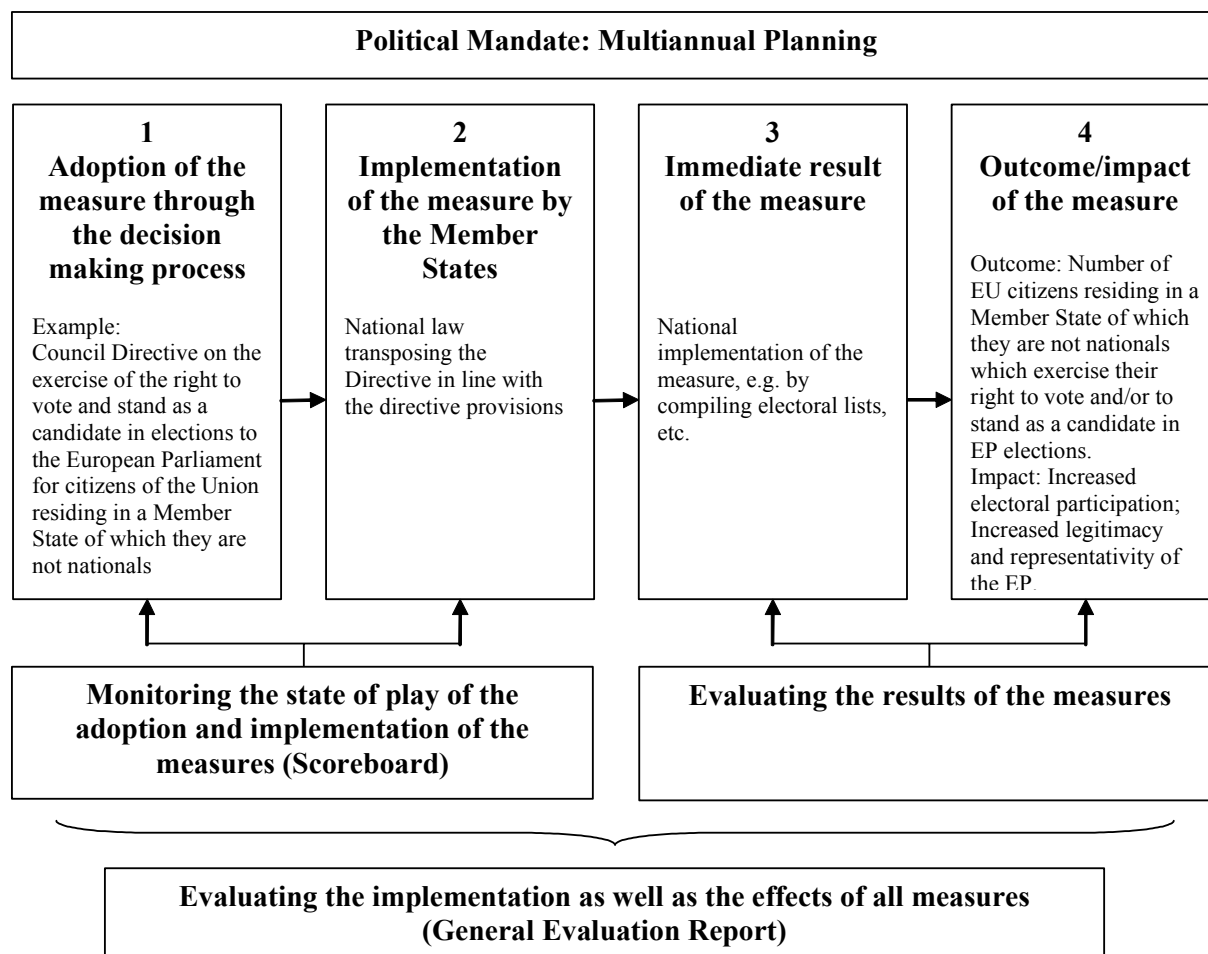 Political Mandate: Multiannual Planning
1
Adoption of the
measure through
the decision
making process
Example:
Council Directive on the
exercise of the right to
vote and stand as a
candidate in elections to
the European Parliament
for citizens of the Union
residing in a Member
State of which they are
not nationals
2
Implementation
of the measure by
the Member
States
National law
transposing the
Directive in line with
the directive provisions
3
Immediate result
of the measure
National
implementation of the
measure, e.g. by
compiling electoral lists,
etc.
4
Outcome/impact
of the measure
Outcome: Number of
EU citizens residing in a
Member State of which
they are not nationals
which exercise their
right to vote and/or to
stand as a candidate in
EP elections.
Impact: Increased
electoral participation;
Increased legitimacy
and representativity of
the EP.
Monitoring the state of play of the
adoption and implementation of the
measures (Scoreboard)
Evaluating the results of the measures
Evaluating the implementation as well as the effects of all measures
(General Evaluation Report)